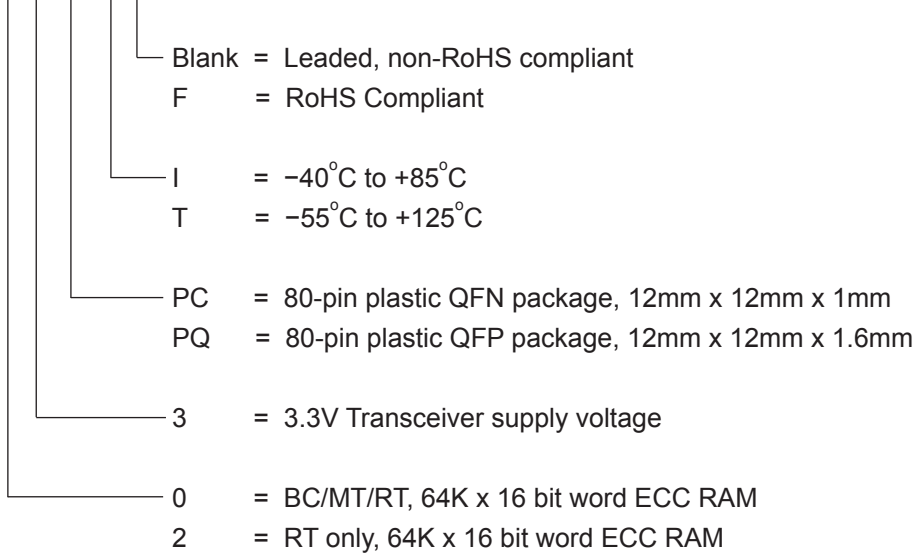 Blank = Leaded, non-RoHS compliant
F = RoHS Compliant
I = −40°C to +85°C
T = −55°C to +125°C
PC = 80-pin plastic QFN package, 12mm x 12mm x 1mm
PQ = 80-pin plastic QFP package, 12mm x 12mm x 1.6mm
3 = 3.3V Transceiver supply voltage
0 = BC/MT/RT, 64K x 16 bit word ECC RAM
2 = RT only, 64K x 16 bit word ECC RAM